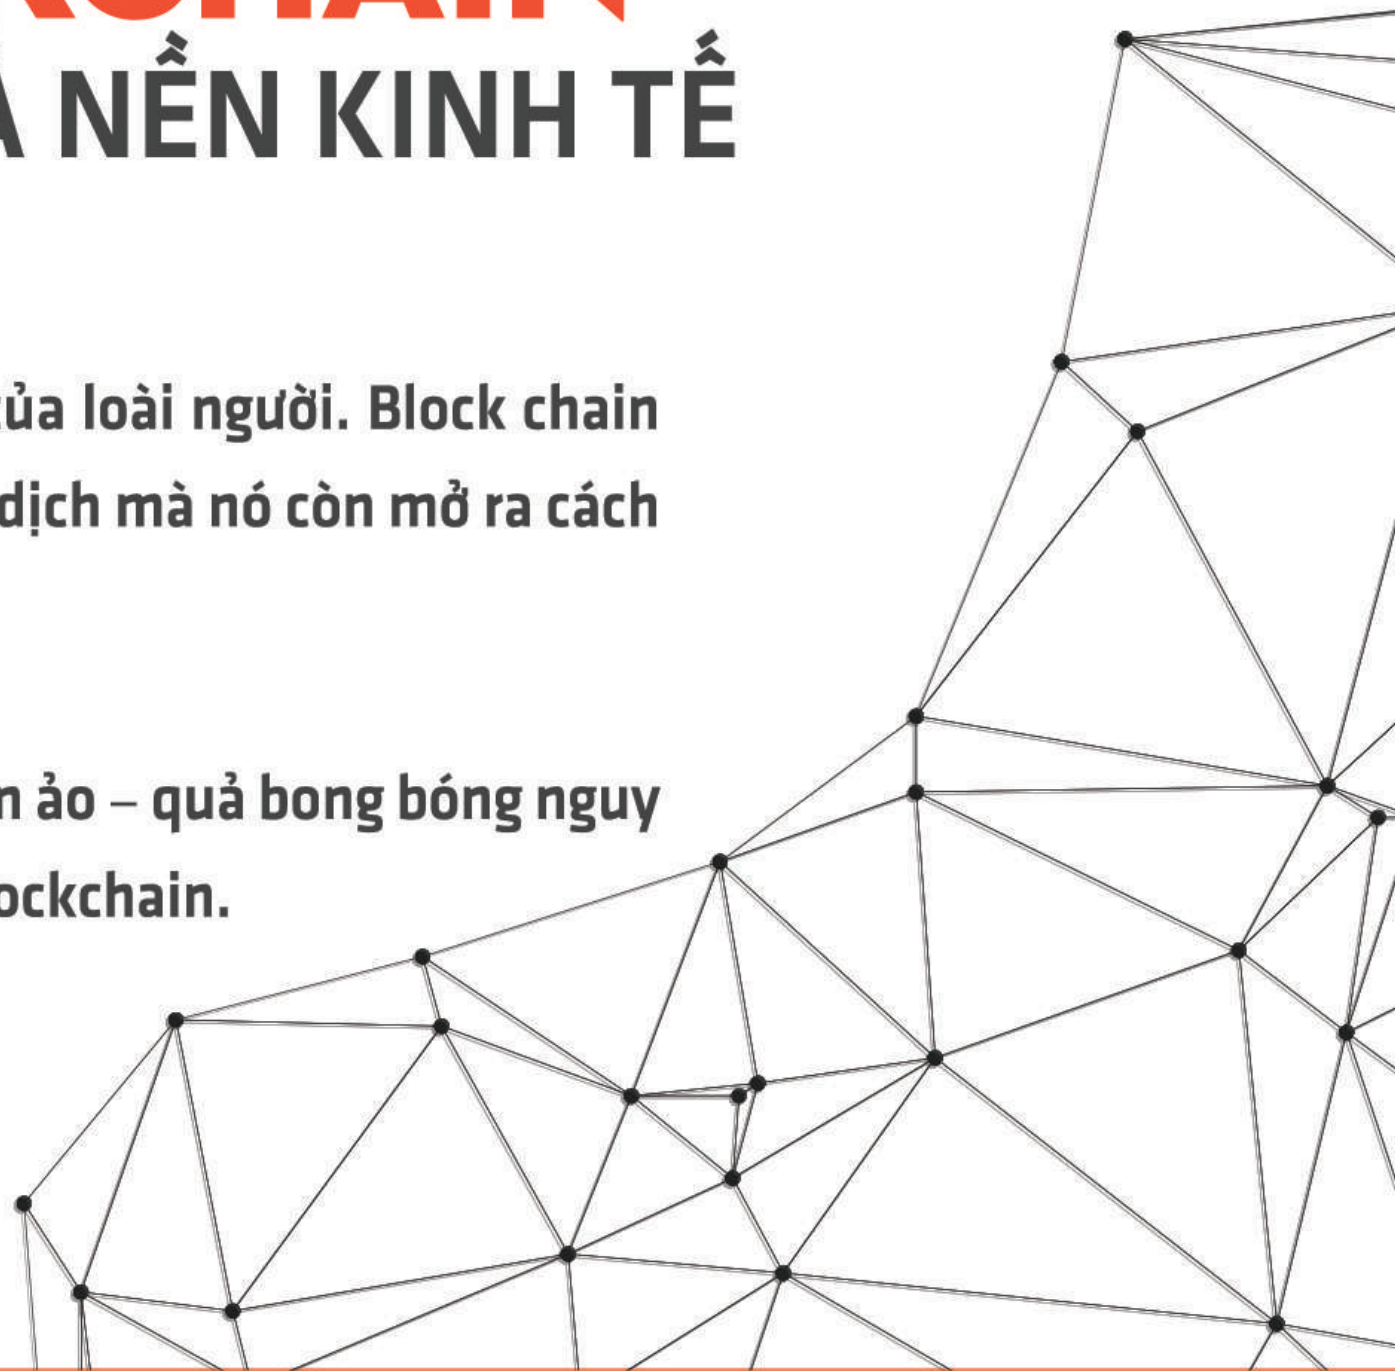 NỀN KINH TẾ
của loài người. Block chain
dịch mà nó còn mở ra cách
ảo – quả bong bóng nguy
ockchain.